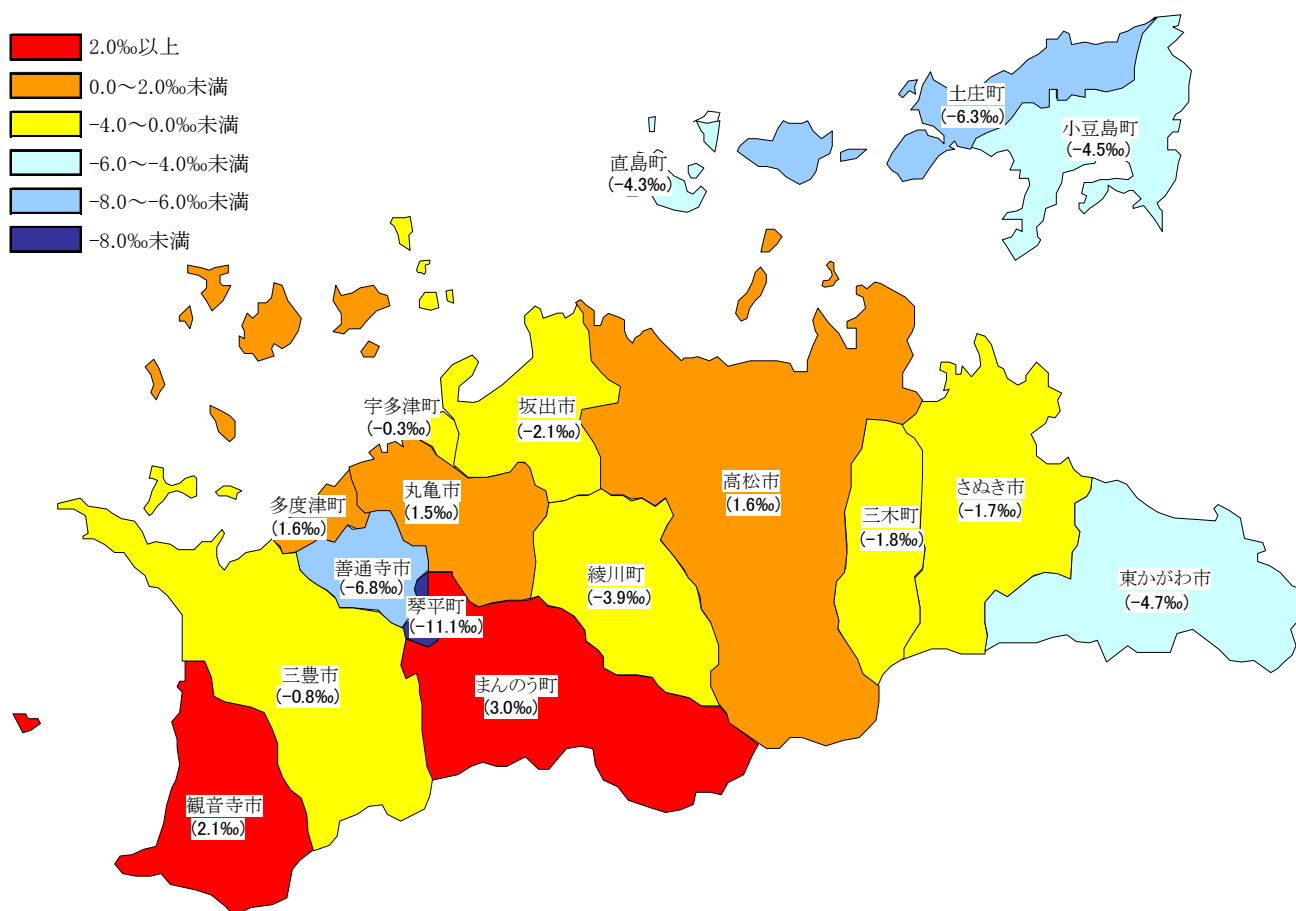 2.0‰以上
0.0～2.0‰未満
-4.0～0.0‰未満
-6.0～-4.0‰未満
-8.0～-6.0‰未満
-8.0‰未満
土庄町
(-6.3‰)
小豆島町
(-4.5‰)
直島町
(-4.3‰)
宇多津町
(-0.3‰)
坂出市
(-2.1‰)
高松市
(1.6‰)
さぬき市
(-1.7‰)
三木町
(-1.8‰)
東かがわ市
(-4.7‰)
丸亀市
(1.5‰)
多度津町
(1.6‰)
善通寺市
(-6.8‰)
琴平町
(-11.1‰)
綾川町
(-3.9‰)
三豊市
(-0.8‰)
まんのう町
(3.0‰)
観音寺市
(2.1‰)